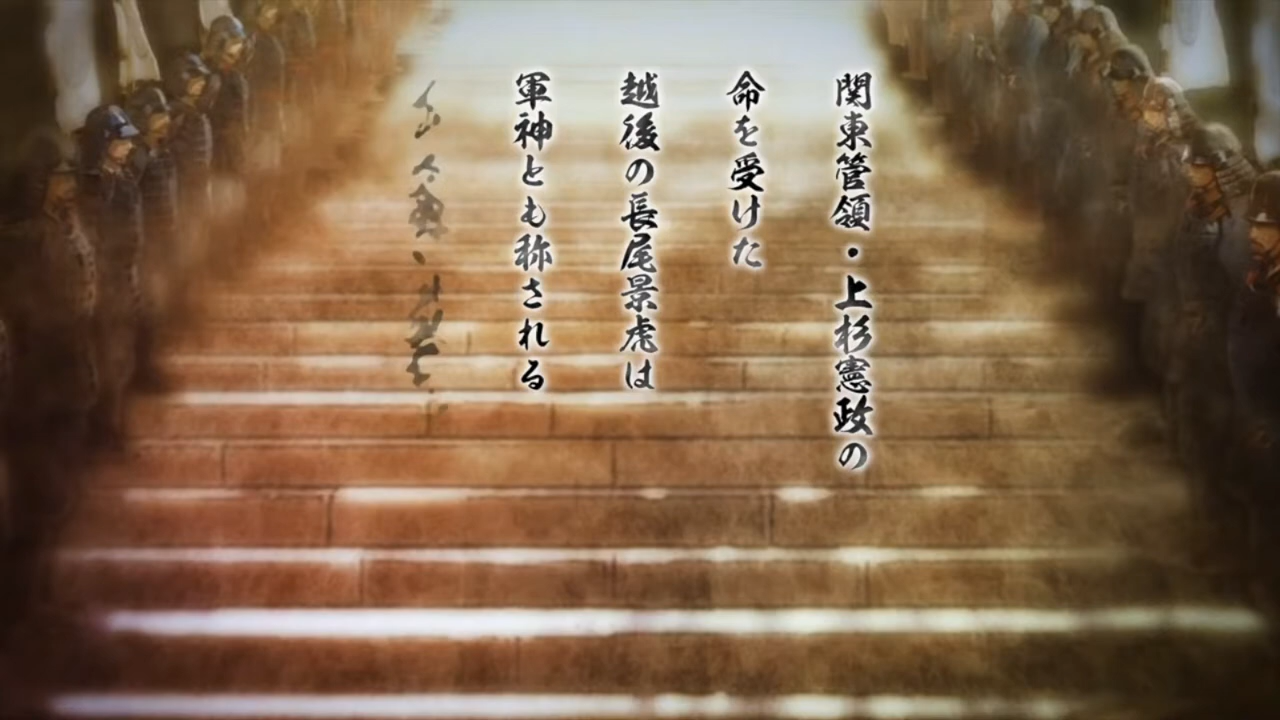 関東管領・上杉憲政の
命を受けた
越後の長尾景虎は
軍神とも称される